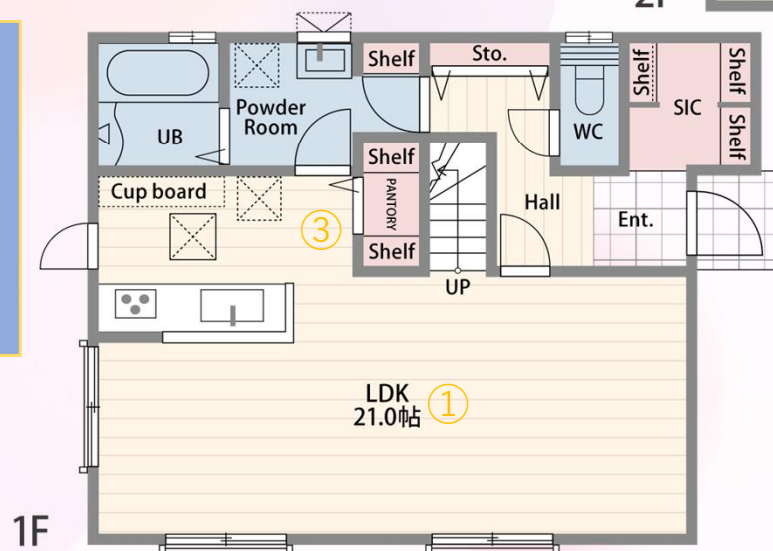 2F
Shelf
Sto.
Shelf
Shelf
SIC
Shelf
WC
Powder
Room
UB
Shelf
PANTORY
Shelf
Cup board
③
Hall
Ent.
UP
LDK
21.0帖
①
1F